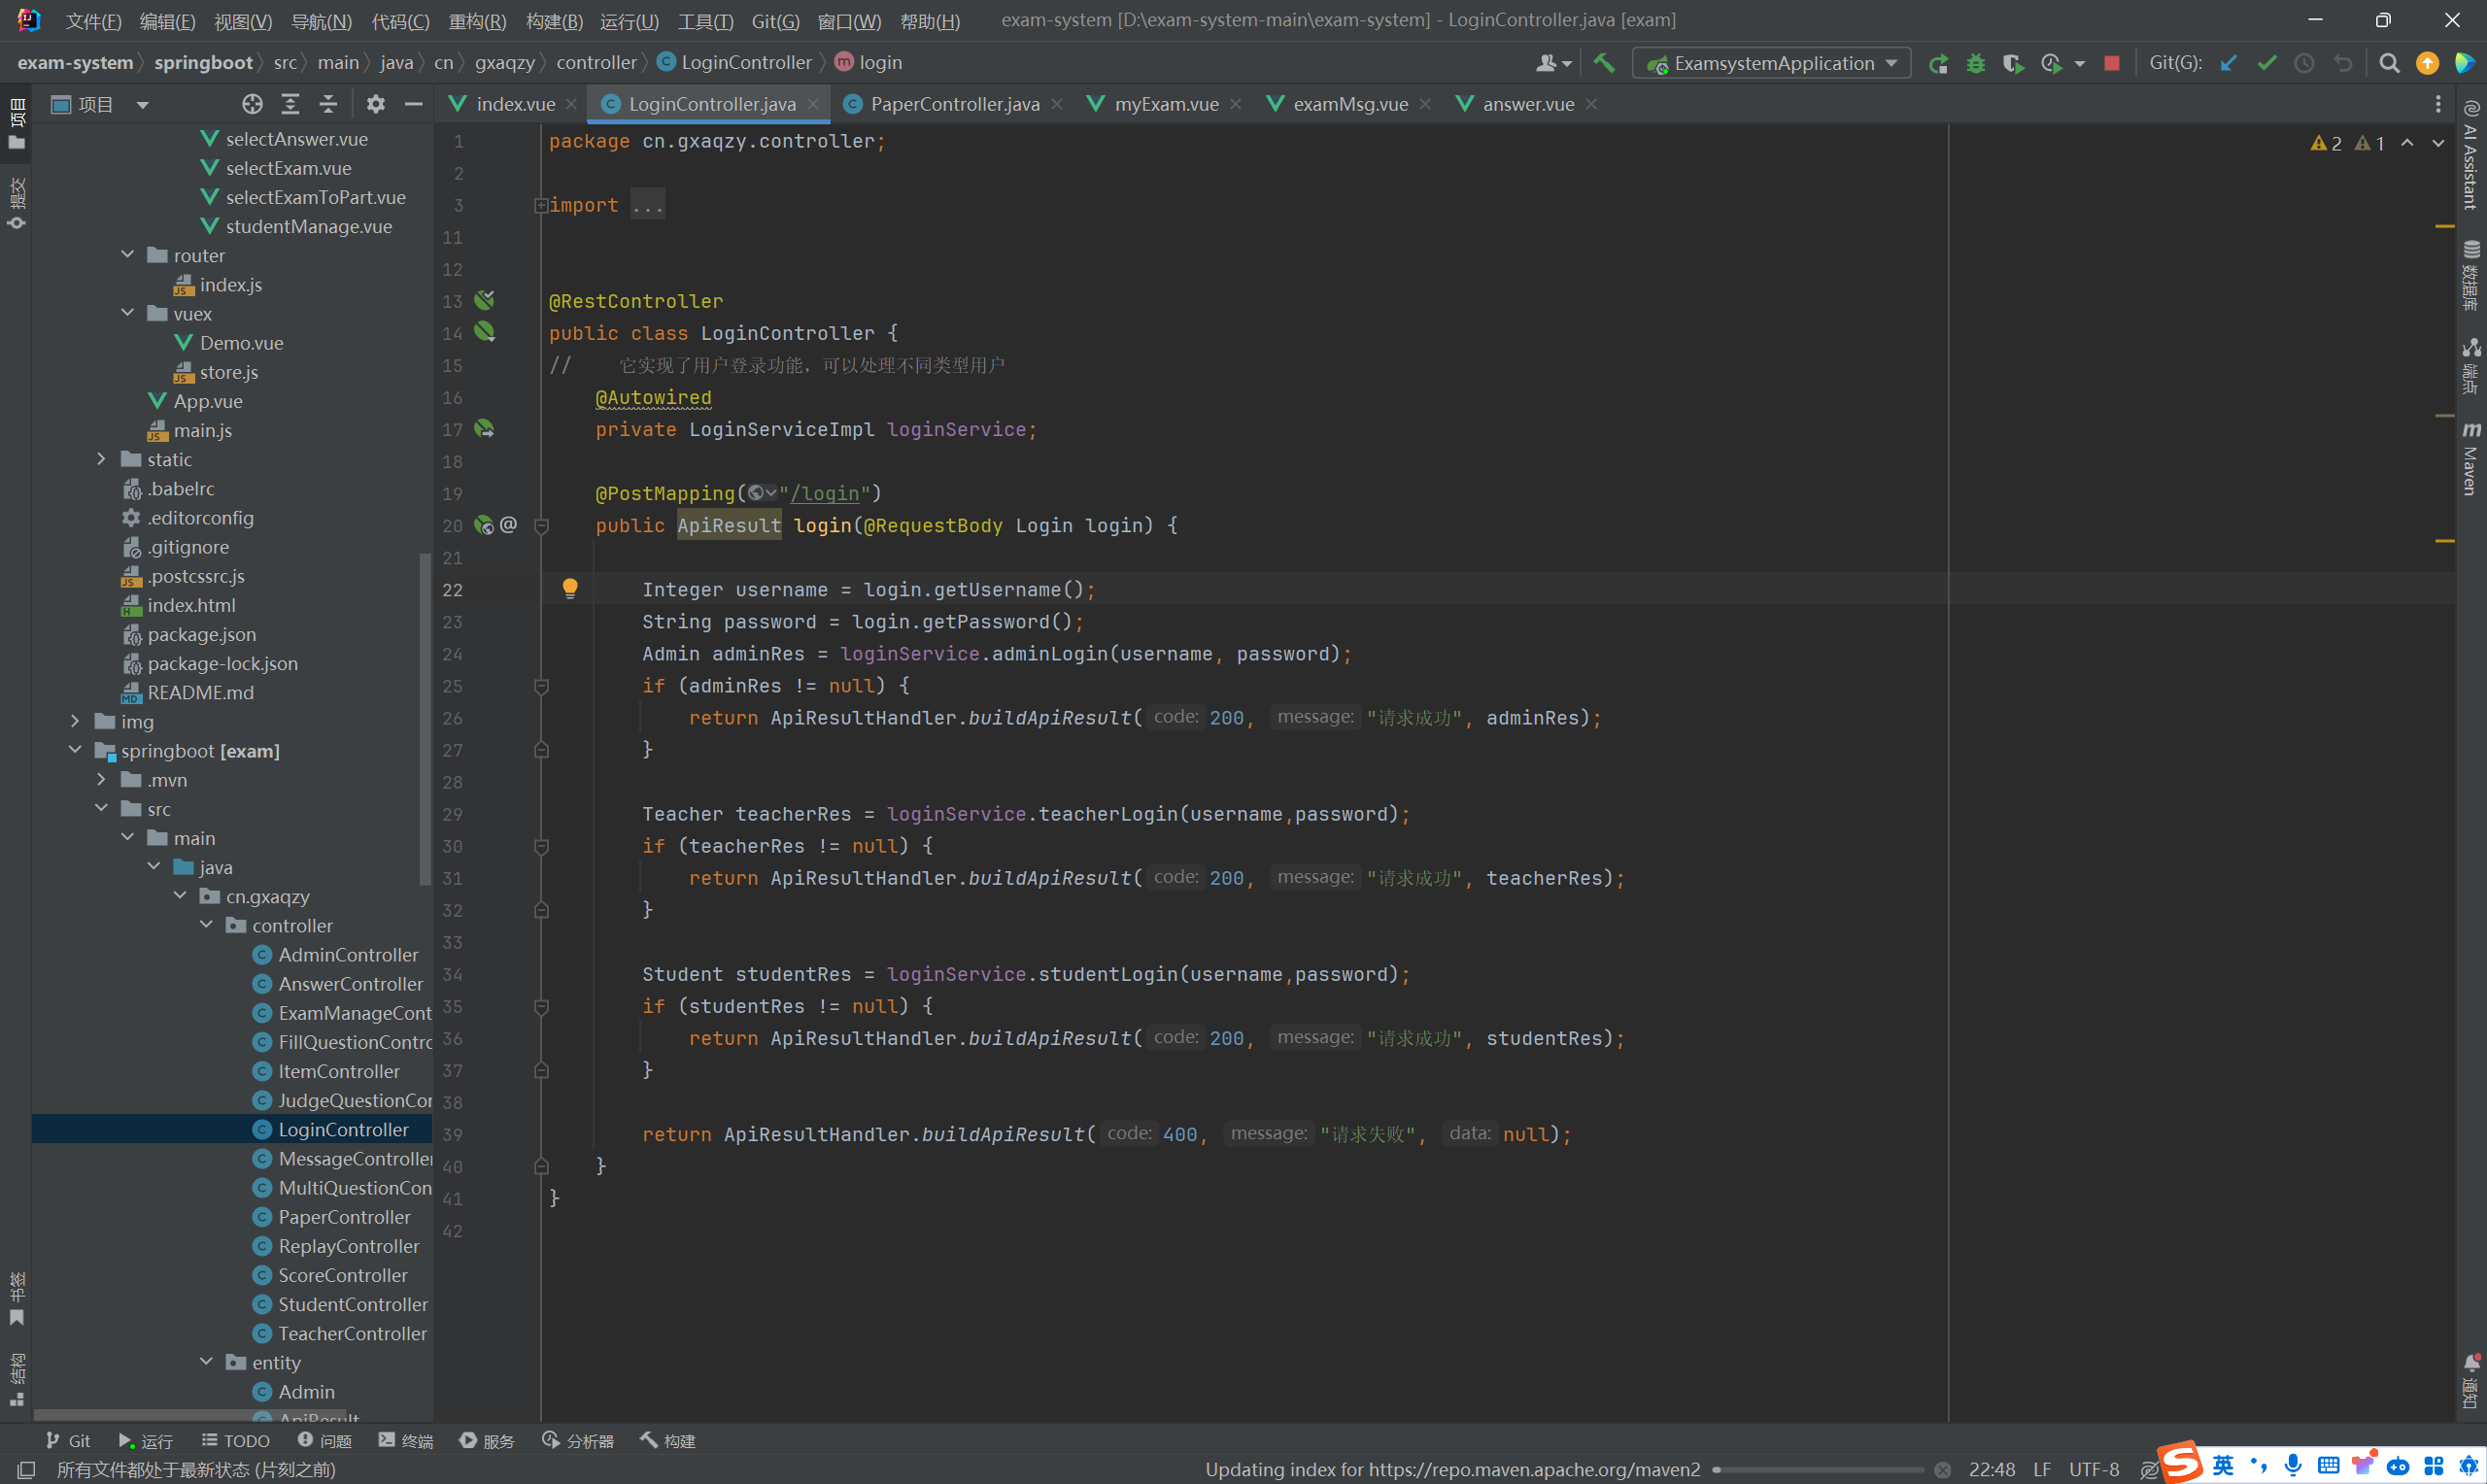 文件(F) 编辑(E) 视图(V) 导航(N) 代码(C) 重构(R) 构建(B) 运行(U) 工具(T) Git(G) 窗口(W) 帮助(H) exam-system [D:\exam-system-main\exam-system] - LoginController.java [exam]
exam-system springboot src main java cn gxaqzy controller LoginController login ExamsystemApplication Git(G):
项目 index.vue LoginController.java PaperController.java myExam.vue examMsg.vue answer.vue
项目
提交
书签
结构
selectAnswer.vue
selectExam.vue
selectExamToPart.vue
studentManage.vue
router
index.js
vuex
Demo.vue
store.js
App.vue
main.js
static
.babelrc
.editorconfig
.gitignore
.postcssrc.js
index.html
package.json
package-lock.json
README.md
img
springboot [exam]
.mvn
src
main
java
cn.gxaqzy
controller
AdminController
AnswerController
ExamManageCont
FillQuestionContro
ItemController
JudgeQuestionCon
LoginController
MessageController
MultiQuestionCon
PaperController
ReplayController
ScoreController
StudentController
TeacherController
entity
Admin
ApiResult
2 1
1 package cn.gxaqzy.controller;
2
3 import ...
11
12
13 @RestController
14 public class LoginController {
15 // 它实现了用户登录功能，可以处理不同类型用户
16 @Autowired
17 private LoginServiceImpl loginService;
18
19 @PostMapping("/login")
20 @ public ApiResult login(@RequestBody Login login) {
21
22 Integer username = login.getUsername();
23 String password = login.getPassword();
24 Admin adminRes = loginService.adminLogin(username, password);
25 if (adminRes != null) {
26 return ApiResultHandler.buildApiResult( code: 200, message: "请求成功", adminRes);
27 }
28
29 Teacher teacherRes = loginService.teacherLogin(username,password);
30 if (teacherRes != null) {
31 return ApiResultHandler.buildApiResult( code: 200, message: "请求成功", teacherRes);
32 }
33
34 Student studentRes = loginService.studentLogin(username,password);
35 if (studentRes != null) {
36 return ApiResultHandler.buildApiResult( code: 200, message: "请求成功", studentRes);
37 }
38
39 return ApiResultHandler.buildApiResult( code: 400, message: "请求失败", data: null);
40 }
41 }
42
AI Assistant
数据库
端点
m Maven
通知
Git 运行 TODO 问题 终端 服务 分析器 构建
所有文件都处于最新状态 (片刻之前) Updating index for https://repo.maven.apache.org/maven2 22:48 LF UTF-8 英